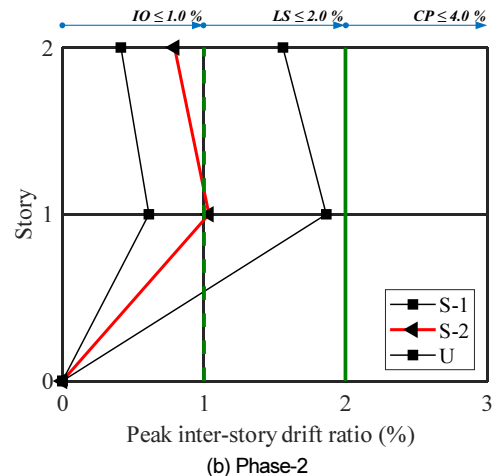 IO ≤ 1.0 % LS ≤ 2.0 % CP ≤ 4.0 %
2
Story
1
S-1
S-2
U
0
0 1 2 3
Peak inter-story drift ratio (%)
(b) Phase-2